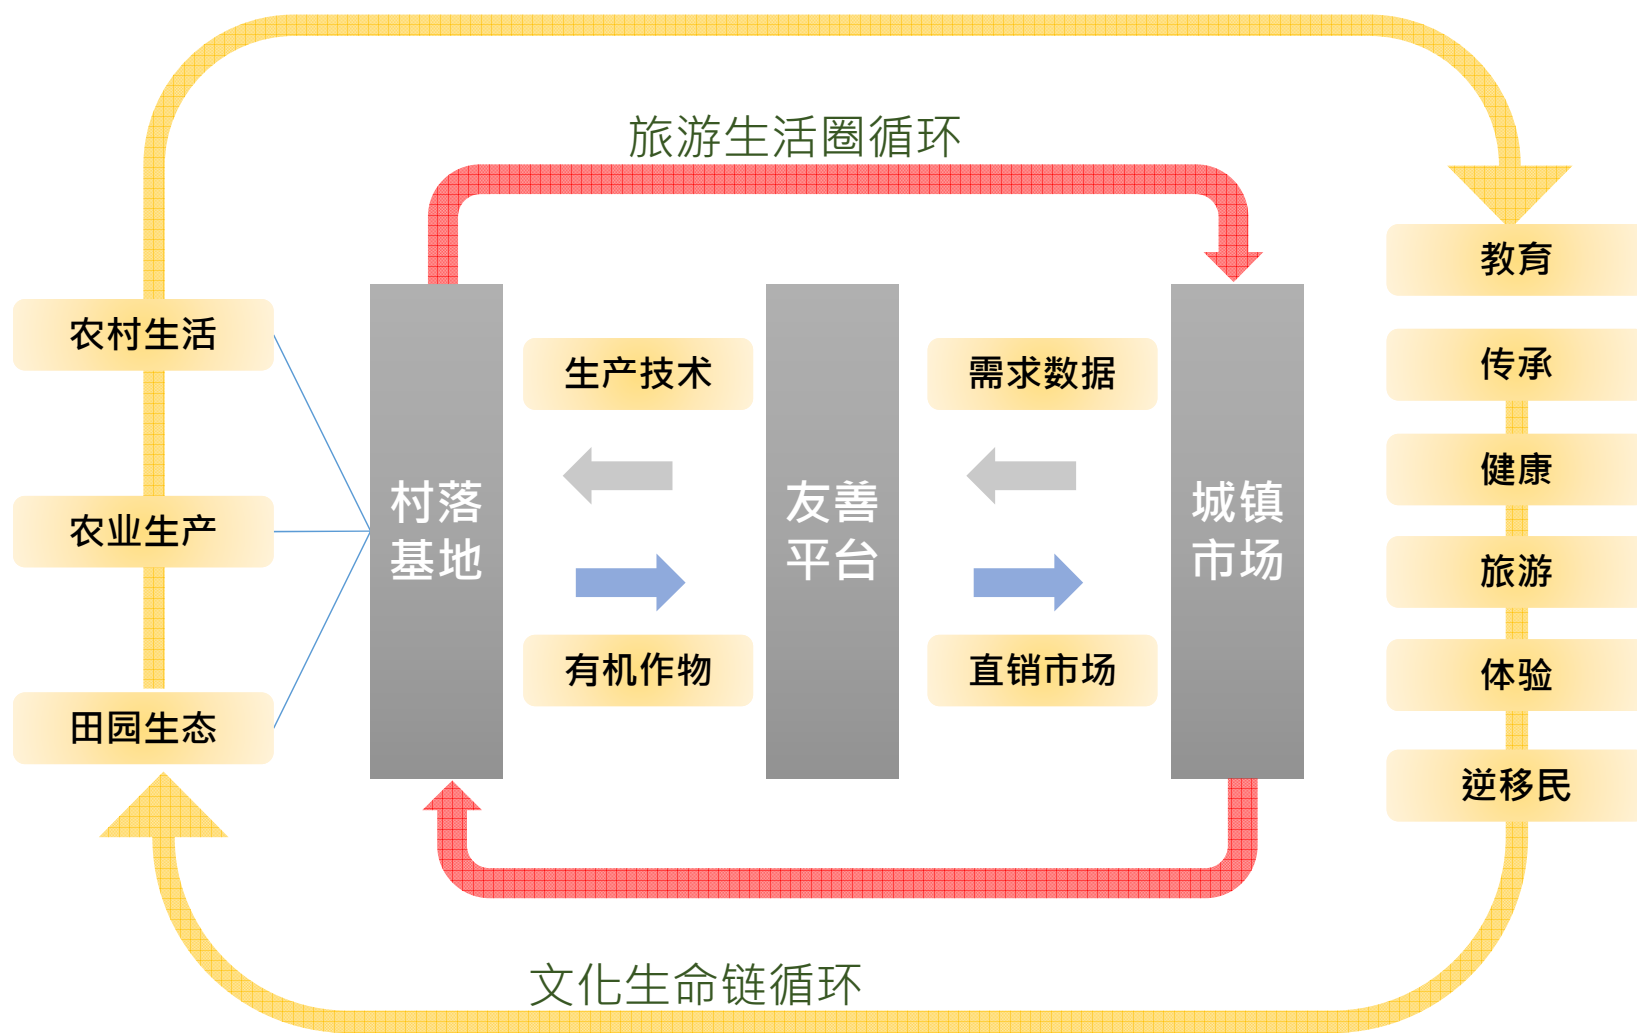 旅游生活圈循环
农村生活
农业生产
田园生态
村落
基地
生产技术
有机作物
友善
平台
需求数据
直销市场
城镇
市场
教育
传承
健康
旅游
体验
逆移民
文化生命链循环